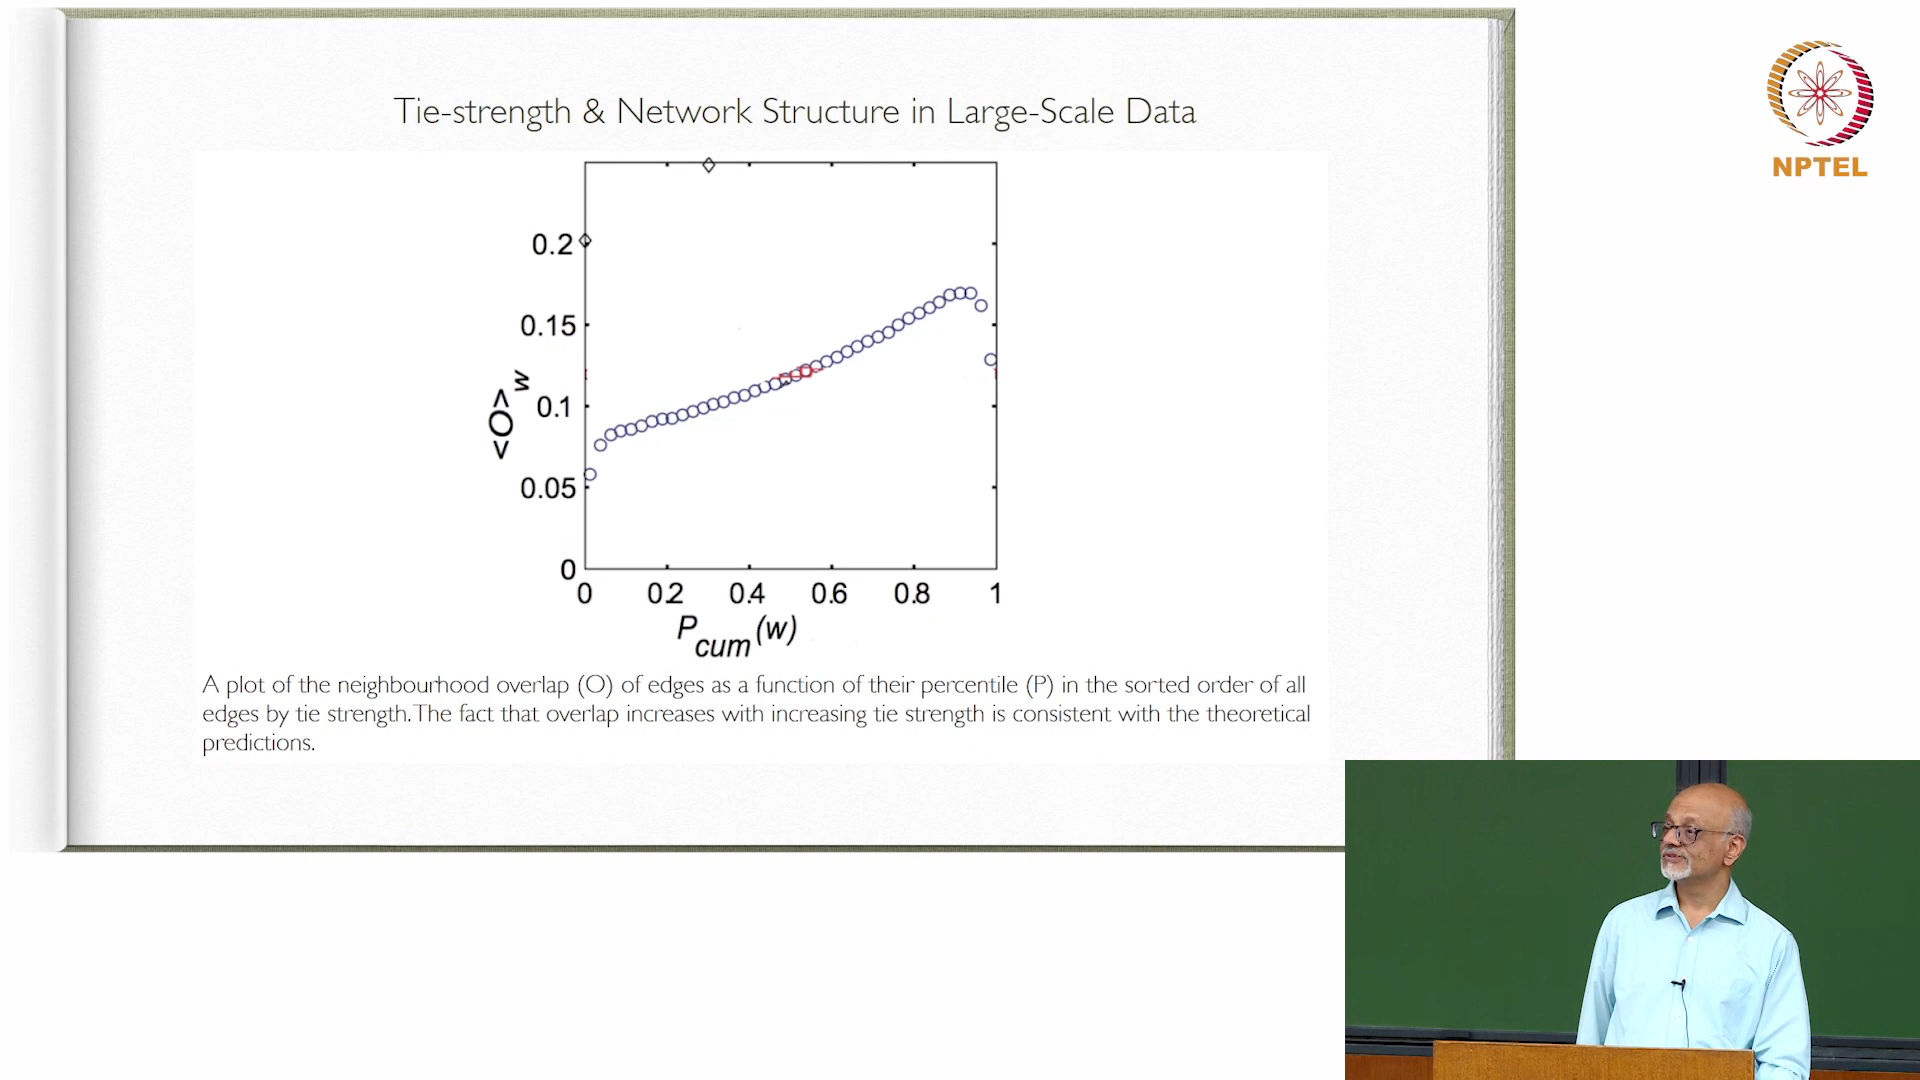 Tie-strength & Network Structure in Large-Scale Data
NPTEL
0.2
0.15
0.1
0.05
0
<O>w
0 0.2 0.4 0.6 0.8 1
Pcum(w)
A plot of the neighbourhood overlap (O) of edges as a function of their percentile (P) in the sorted order of all
edges by tie strength. The fact that overlap increases with increasing tie strength is consistent with the theoretical
predictions.